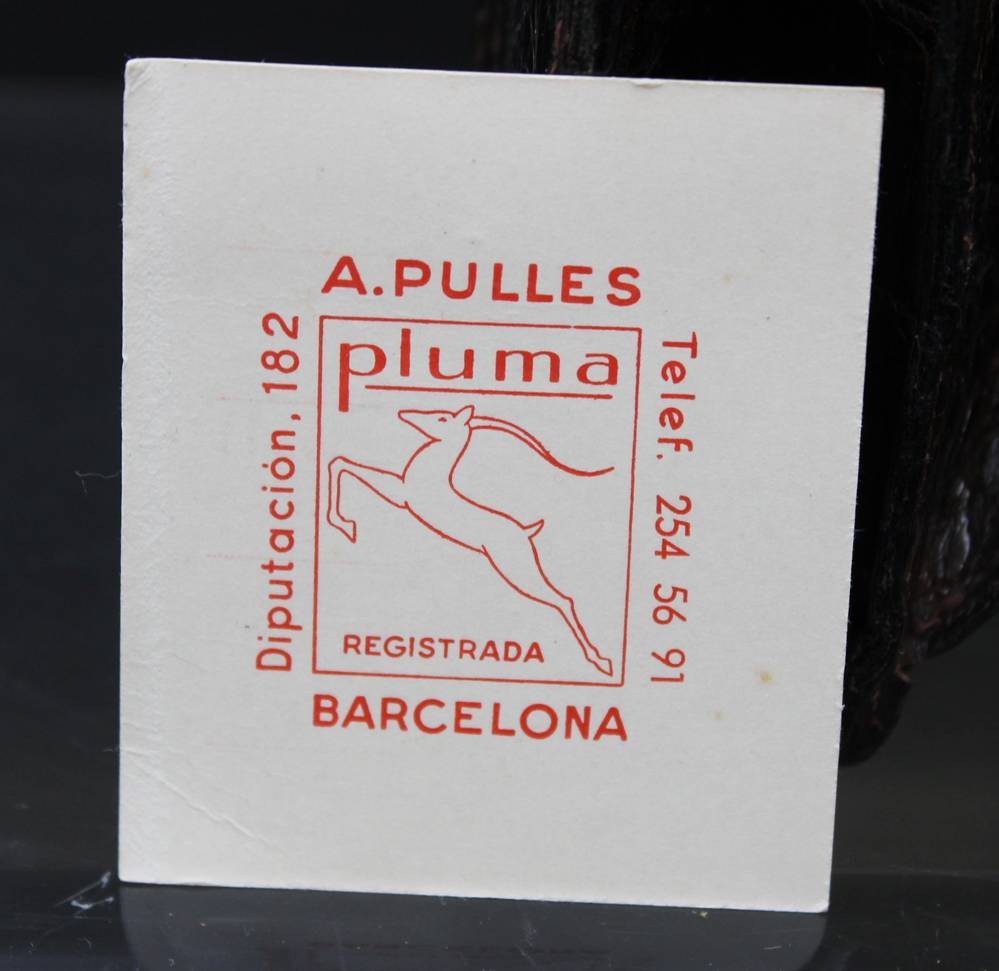 A.PULLES
Diputación, 182
pluma
REGISTRADA
Telef. 254 56 91
BARCELONA